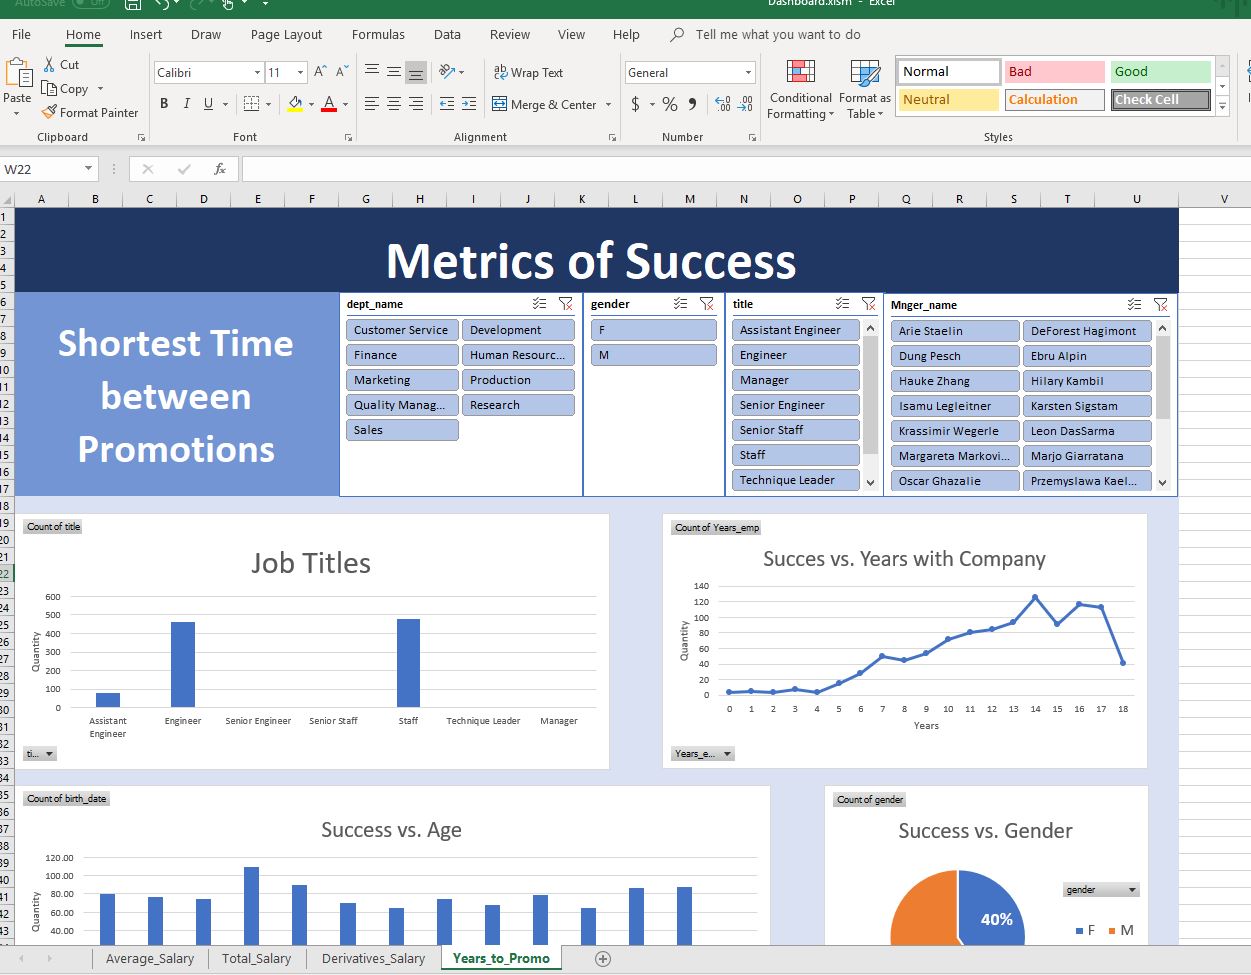 AutoSave Off Dashboard.xlsm - Excel
File Home Insert Draw Page Layout Formulas Data Review View Help Tell me what you want to do
Paste Cut Copy Format Painter
Calibri 11
B I U A
Wrap Text
Merge & Center
General
$ % ,
Conditional Formatting Format as Table
Normal Bad Good
Neutral Calculation Check Cell
Clipboard Font Alignment Number Styles
W22 fx
A B C D E F G H I J K L M N O P Q R S T U V
Metrics of Success
Shortest Time
between
Promotions
dept_name
Customer Service Development
Finance Human Resourc...
Marketing Production
Quality Manag... Research
Sales
gender
F
M
title
Assistant Engineer
Engineer
Manager
Senior Engineer
Senior Staff
Staff
Technique Leader
Mnger_name
Arie Staelin DeForest Hagimont
Dung Pesch Ebru Alpin
Hauke Zhang Hilary Kambil
Isamu Legleitner Karsten Sigstam
Krassimir Wegerle Leon DasSarma
Margareta Markovi... Marjo Giarratana
Oscar Ghazalie Przemyslawa Kael...
Count of title
Job Titles
Quantity
600
500
400
300
200
100
0
Assistant Engineer Engineer Senior Engineer Senior Staff Staff Technique Leader Manager
ti...
Count of Years_emp
Succes vs. Years with Company
Quantity
140
120
100
80
60
40
20
0
0 1 2 3 4 5 6 7 8 9 10 11 12 13 14 15 16 17 18
Years
Years_e...
Count of birth_date
Success vs. Age
Quantity
120.00
100.00
80.00
60.00
40.00
Count of gender
Success vs. Gender
40%
gender
F M
Average_Salary Total_Salary Derivatives_Salary Years_to_Promo